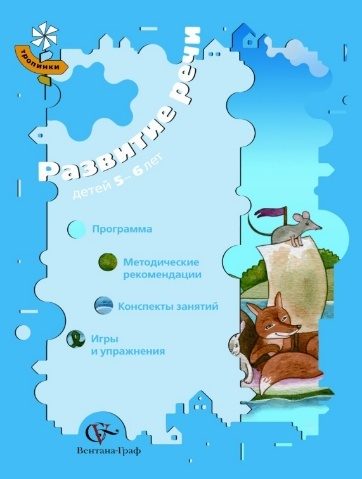 тропинки
Развитие речи
детей 5–6 лет
Программа
Методические
рекомендации
Конспекты занятий
Игры
и упражнения
Вентана-Граф